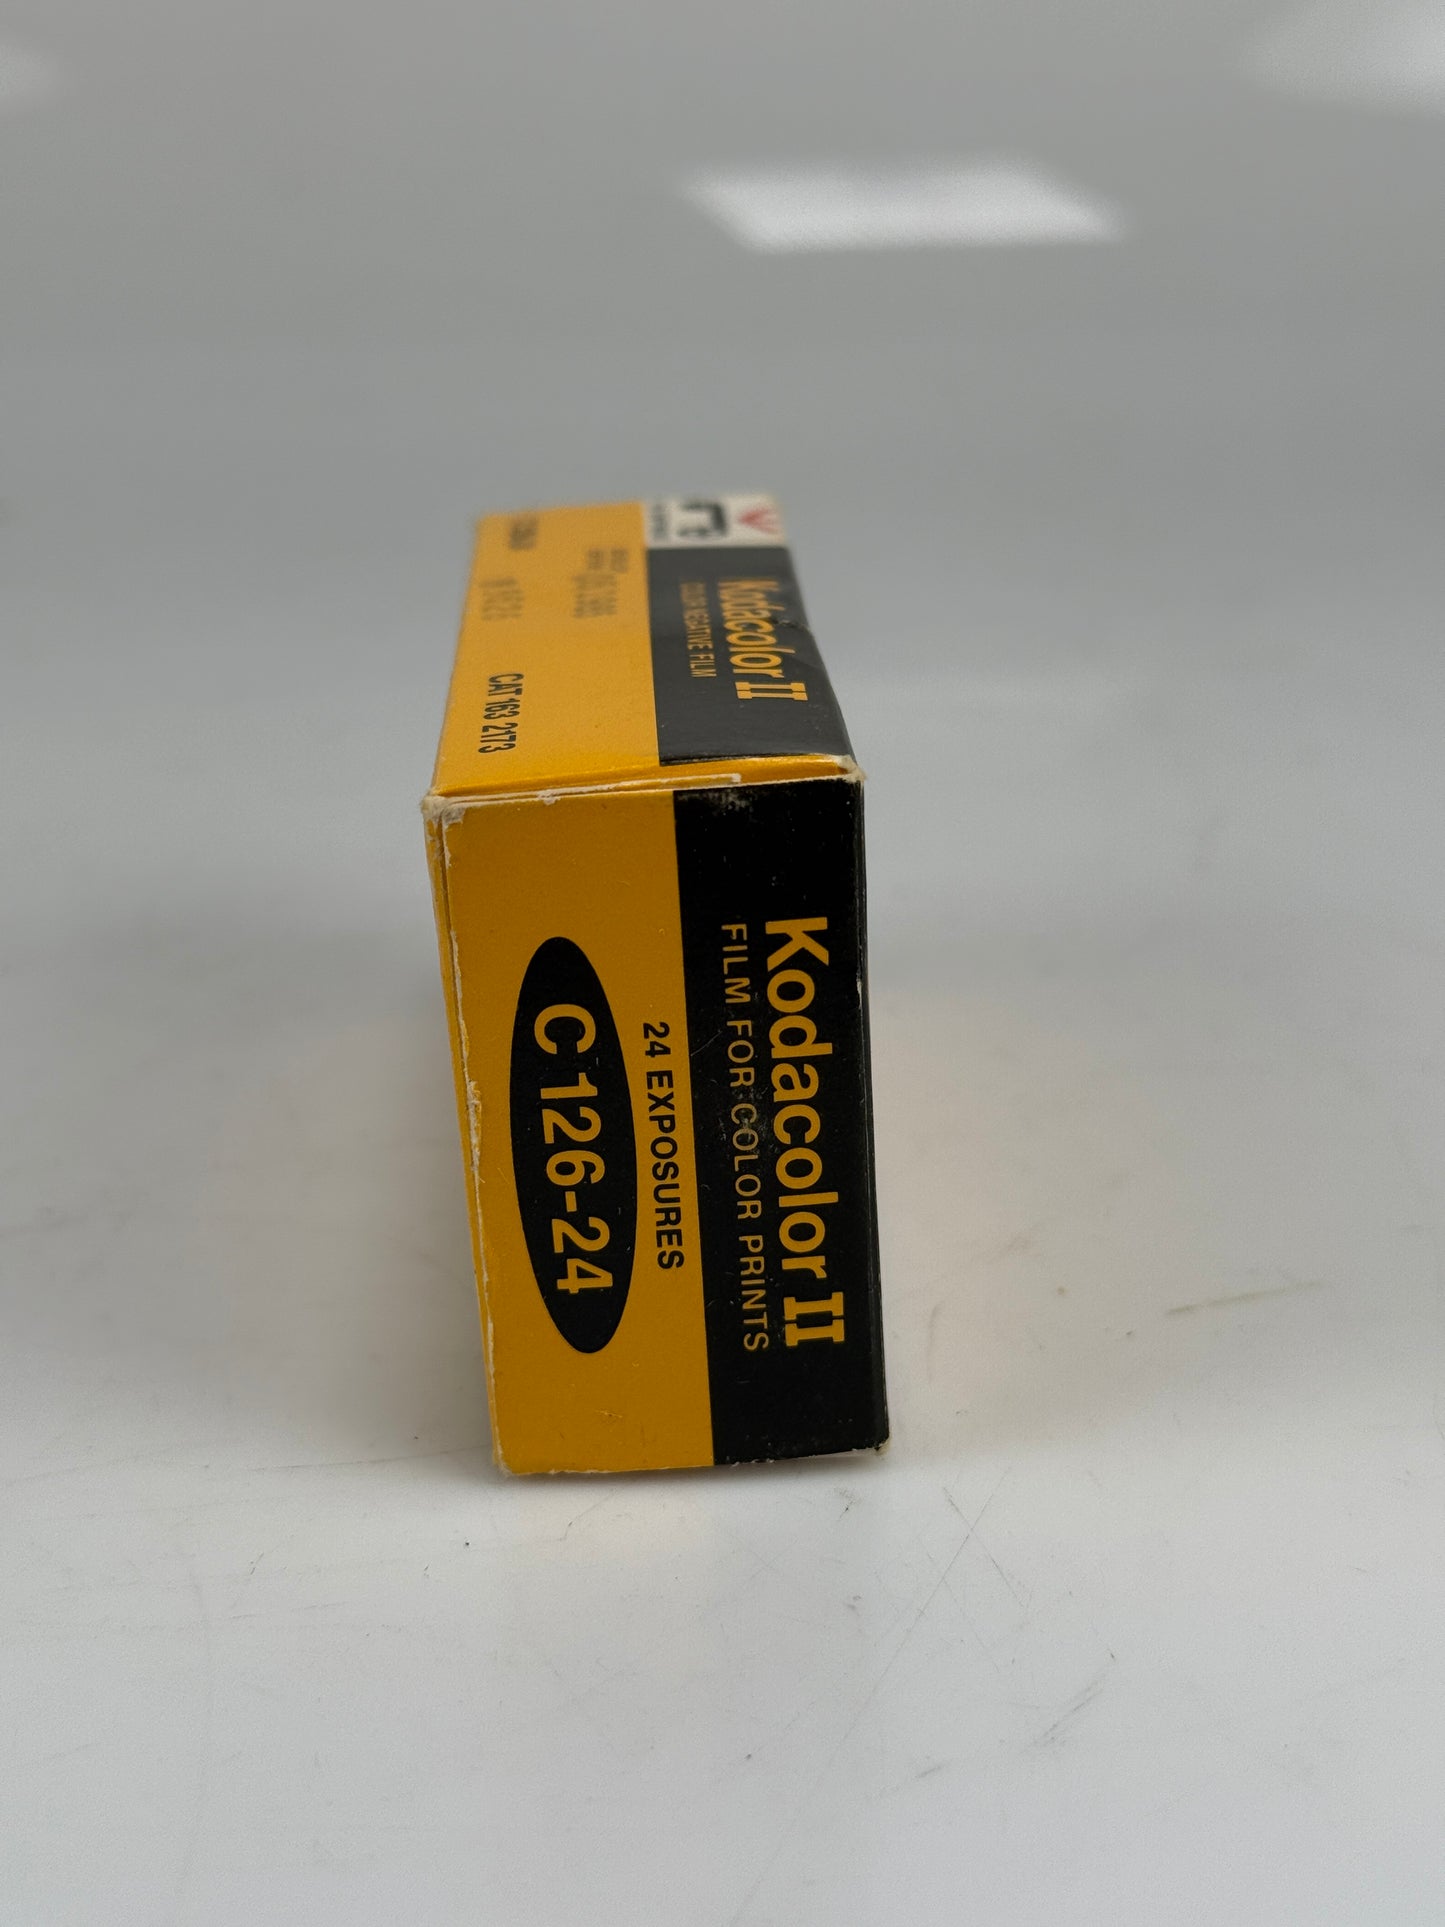 Kodacolor II
COLOR NEGATIVE FILM
CAT 163 2173
Kodacolor II
FILM FOR COLOR PRINTS
24 EXPOSURES
C 126-24